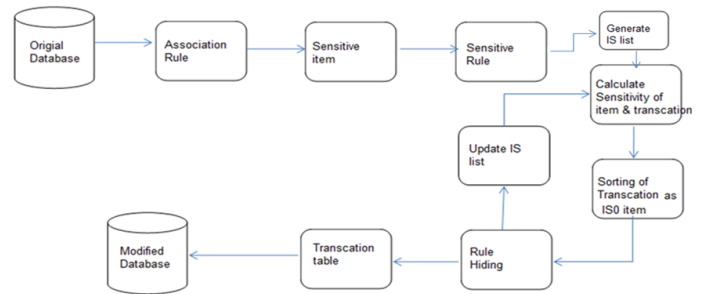 Origial
Database
Association
Rule
Sensitive
item
Sensitive
Rule
Generate
IS list
Calculate
Sensitivity of
item & transcation
Update IS
list
Sorting of
Transcation as
IS0 item
Modified
Database
Transcation
table
Rule
Hiding